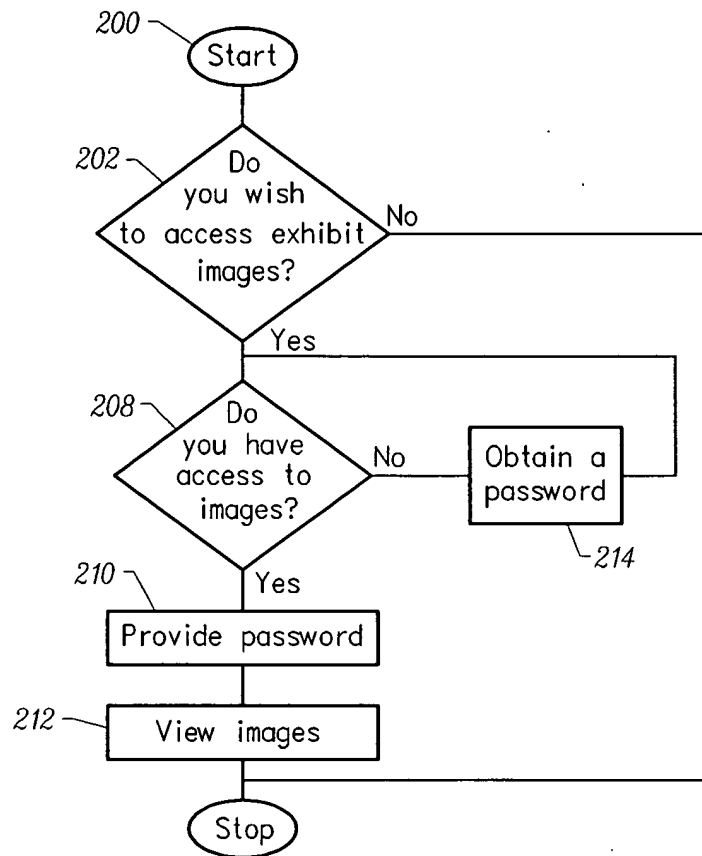 200
Start
202
Do
you wish
to access exhibit
images?
No
Yes
208
Do
you have
access to
images?
No
Obtain a
password
214
Yes
210
Provide password
212
View images
Stop